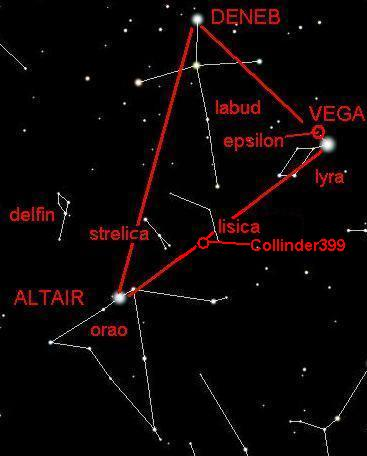 DENEB
labud
VEGA
epsilon
lyra
delfin
strelica
lisica
Collinder399
ALTAIR
orao